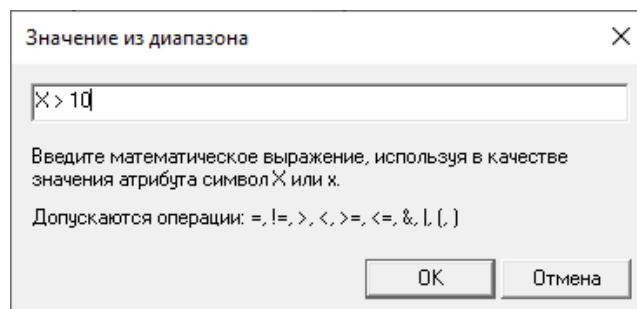 Значение из диапазона
X > 10
Введите математическое выражение, используя в качестве
значения атрибута символ X или x.
Допускаются операции: =, !=, >, <, >=, <=, &, |, (, )
OK
Отмена